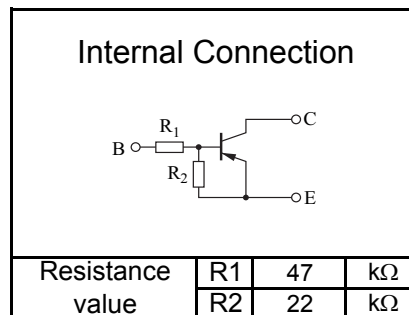 Internal Connection
C
R1
B
R2
E
Resistance value R1 47 kΩ
R2 22 kΩ